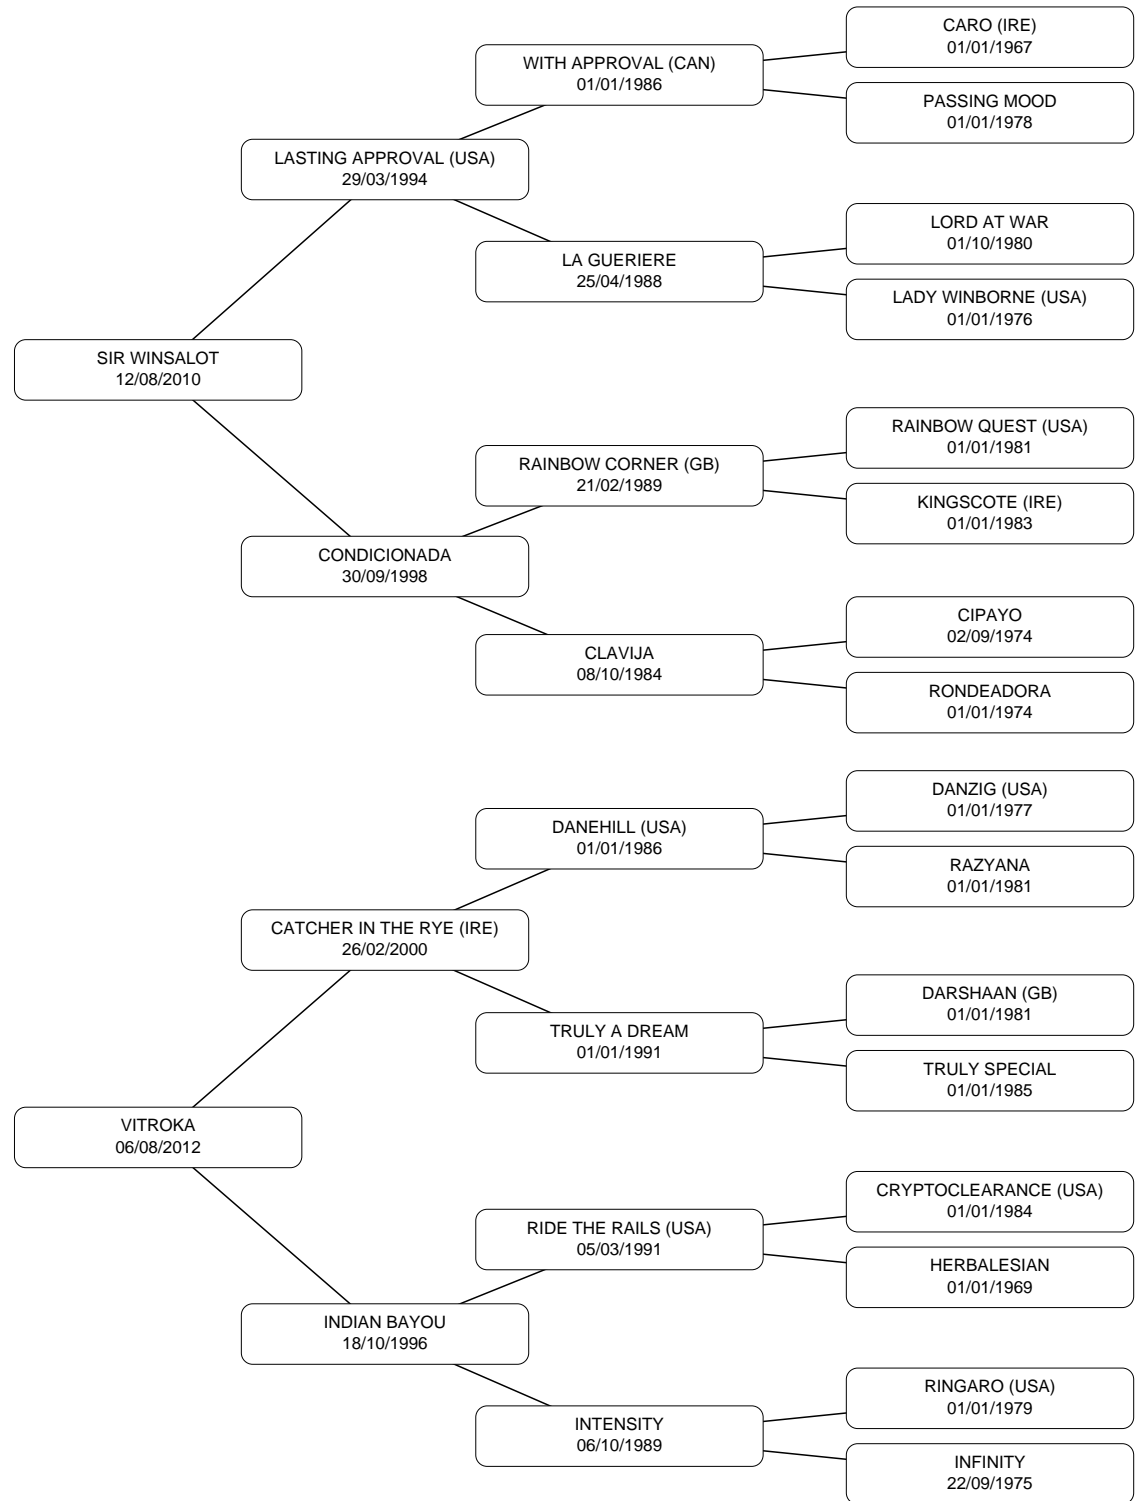 CARO (IRE)
01/01/1967
WITH APPROVAL (CAN)
01/01/1986
PASSING MOOD
01/01/1978
LASTING APPROVAL (USA)
29/03/1994
LORD AT WAR
01/10/1980
LA GUERIERE
25/04/1988
LADY WINBORNE (USA)
01/01/1976
SIR WINSALOT
12/08/2010
RAINBOW QUEST (USA)
01/01/1981
RAINBOW CORNER (GB)
21/02/1989
KINGSCOTE (IRE)
01/01/1983
CONDICIONADA
30/09/1998
CIPAYO
02/09/1974
CLAVIJA
08/10/1984
RONDEADORA
01/01/1974
DANZIG (USA)
01/01/1977
DANEHILL (USA)
01/01/1986
RAZYANA
01/01/1981
CATCHER IN THE RYE (IRE)
26/02/2000
DARSHAAN (GB)
01/01/1981
TRULY A DREAM
01/01/1991
TRULY SPECIAL
01/01/1985
VITROKA
06/08/2012
CRYPTOCLEARANCE (USA)
01/01/1984
RIDE THE RAILS (USA)
05/03/1991
HERBALESIAN
01/01/1969
INDIAN BAYOU
18/10/1996
RINGARO (USA)
01/01/1979
INTENSITY
06/10/1989
INFINITY
22/09/1975